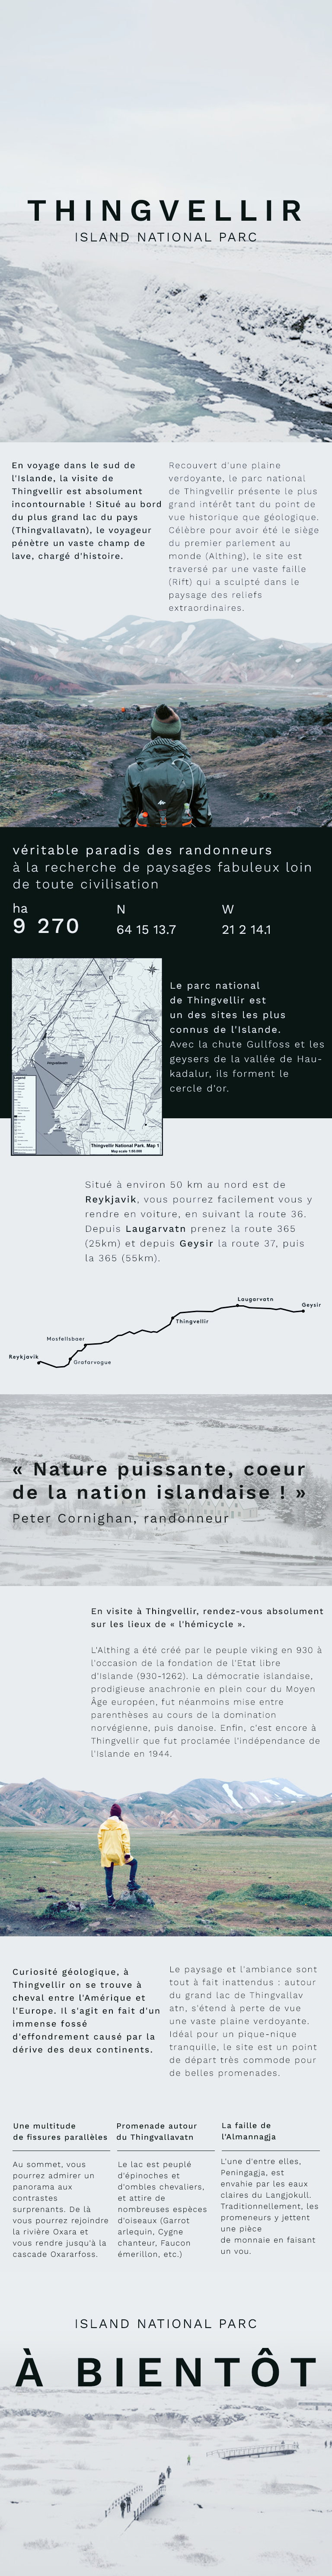 THINGVELLIR
ISLAND NATIONAL PARC
En voyage dans le sud de
l'Islande, la visite de
Thingvellir est absolument
incontournable ! Situé au bord
du plus grand lac du pays
(Thingvallavatn), le voyageur
pénètre un vaste champ de
lave, chargé d'histoire.
Recouvert d'une plaine
verdoyante, le parc national
de Thingvellir présente le plus
grand intérêt tant du point de
vue historique que géologique.
Célèbre pour avoir été le siège
du premier parlement au
monde (Althing), le site est
traversé par une vaste faille
(Rift) qui a sculpté dans le
paysage des reliefs
extraordinaires.
véritable paradis des randonneurs
à la recherche de paysages fabuleux loin
de toute civilisation
ha
9 270
N
64 15 13.7
W
21 2 14.1
Thingvellir National Park. Map 1
Map scale 1:50.000
Le parc national
de Thingvellir est
un des sites les plus
connus de l'Islande.
Avec la chute Gullfoss et les
geysers de la vallée de Hau-
kadalur, ils forment le
cercle d'or.
Situé à environ 50 km au nord est de
Reykjavik, vous pourrez facilement vous y
rendre en voiture, en suivant la route 36.
Depuis Laugarvatn prenez la route 365
(25km) et depuis Geysir la route 37, puis
la 365 (55km).
Laugarvatn
Geysir
Thingvellir
Mosfellsbaer
Reykjavik
Grafarvogue
« Nature puissante, coeur
de la nation islandaise ! »
Peter Cornighan, randonneur
En visite à Thingvellir, rendez-vous absolument
sur les lieux de « l'hémicycle ».
L'Althing a été créé par le peuple viking en 930 à
l'occasion de la fondation de l'Etat libre
d'Islande (930-1262). La démocratie islandaise,
prodigieuse anachronie en plein cour du Moyen
Âge européen, fut néanmoins mise entre
parenthèses au cours de la domination
norvégienne, puis danoise. Enfin, c'est encore à
Thingvellir que fut proclamée l'indépendance de
l'Islande en 1944.
Curiosité géologique, à
Thingvellir on se trouve à
cheval entre l'Amérique et
l'Europe. Il s'agit en fait d'un
immense fossé
d'effondrement causé par la
dérive des deux continents.
Le paysage et l'ambiance sont
tout à fait inattendus : autour
du grand lac de Thingvallav
atn, s'étend à perte de vue
une vaste plaine verdoyante.
Idéal pour un pique-nique
tranquille, le site est un point
de départ très commode pour
de belles promenades.
Une multitude
de fissures parallèles
Au sommet, vous
pourrez admirer un
panorama aux
contrastes
surprenants. De là
vous pourez rejoindre
la rivière Oxara et
vous rendre jusqu'à la
cascade Oxararfoss.
Promenade autour
du Thingvallavatn
Le lac est peuplé
d'épinoches et
d'ombles chevaliers,
et attire de
nombreuses espèces
d'oiseaux (Garrot
arlequin, Cygne
chanteur, Faucon
émerillon, etc.)
La faille de
l'Almannagja
L'une d'entre elles,
Peningagja, est
envahie par les eaux
claires du Langjokull.
Traditionnellement, les
promeneurs y jettent
une pièce
de monnaie en faisant
un vou.
ISLAND NATIONAL PARC
À BIENTÔT